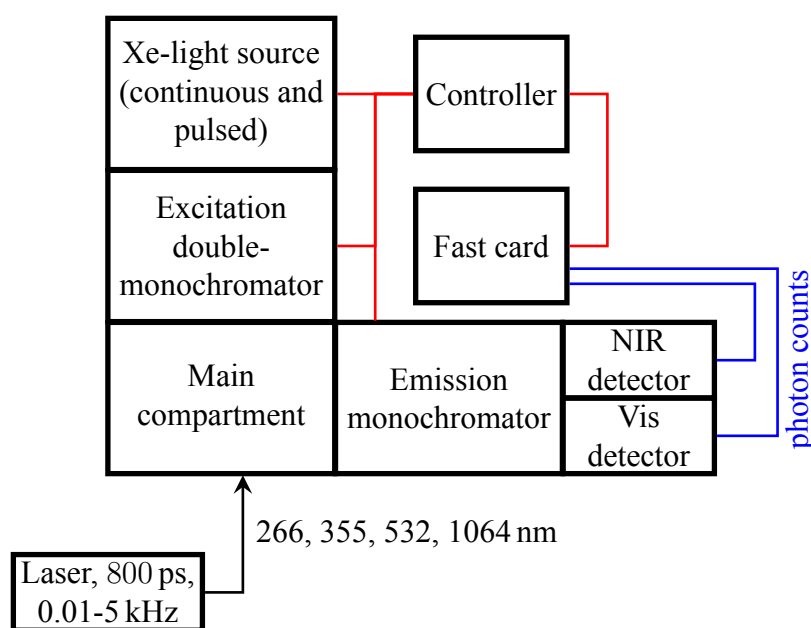 Xe-light source
(continuous and
pulsed)
Controller
Excitation
double-
monochromator
Fast card
photon counts
Main
compartment
Emission
monochromator
NIR
detector
Vis
detector
266, 355, 532, 1064 nm
Laser, 800 ps,
0.01-5 kHz